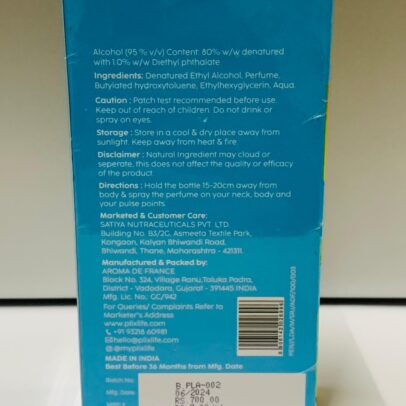 Alcohol (95 % v/v) Content: 80% w/w denatured
with 1.0% w/w Diethyl phthalate
Ingredients: Denatured Ethyl Alcohol, Perfume,
Butylated hydroxytoluene, Ethylhexyglycerin, Aqua.
Caution : Patch test recommended before use.
Keep out of reach of children. Do not drink or
spray on eyes.
Storage : Store in a cool & dry place away from
sunlight. Keep away from heat & fire
Disclaimer : Natural Ingredient may cloud or
seperate, this does not affect the quality or efficacy
of the product
Directions : Hold the bottle 15-20cm away from
body & spray the perfume on your neck, body and
your pulse points.
Marketed & Customer Care:
SATIYA NUTRACEUTICALS PVT. LTD.
Building No. B3/2G, Asmeeta Textile Park,
Kongaon, Kalyan Bhiwandi Road,
Bhiwandi, Thane, Maharashtra - 421311.
Manufactured & Packed by:
AROMA DE FRANCE
Block No. 324, Village Ranu, Taluka Padra,
District - Vadodara, Gujarat - 391445 INDIA
Mfg. Lic. No.: GC/942
For Queries/ Complaints Refer to
Marketer's Address
+91 93218 60981
hello@plixlife.com
@myplixlife
MADE IN INDIA
Best Before 36 Months from Mfg. Date
Batch No.
B.PLA-002
Mfg. Date
06/2024
RS.700.00